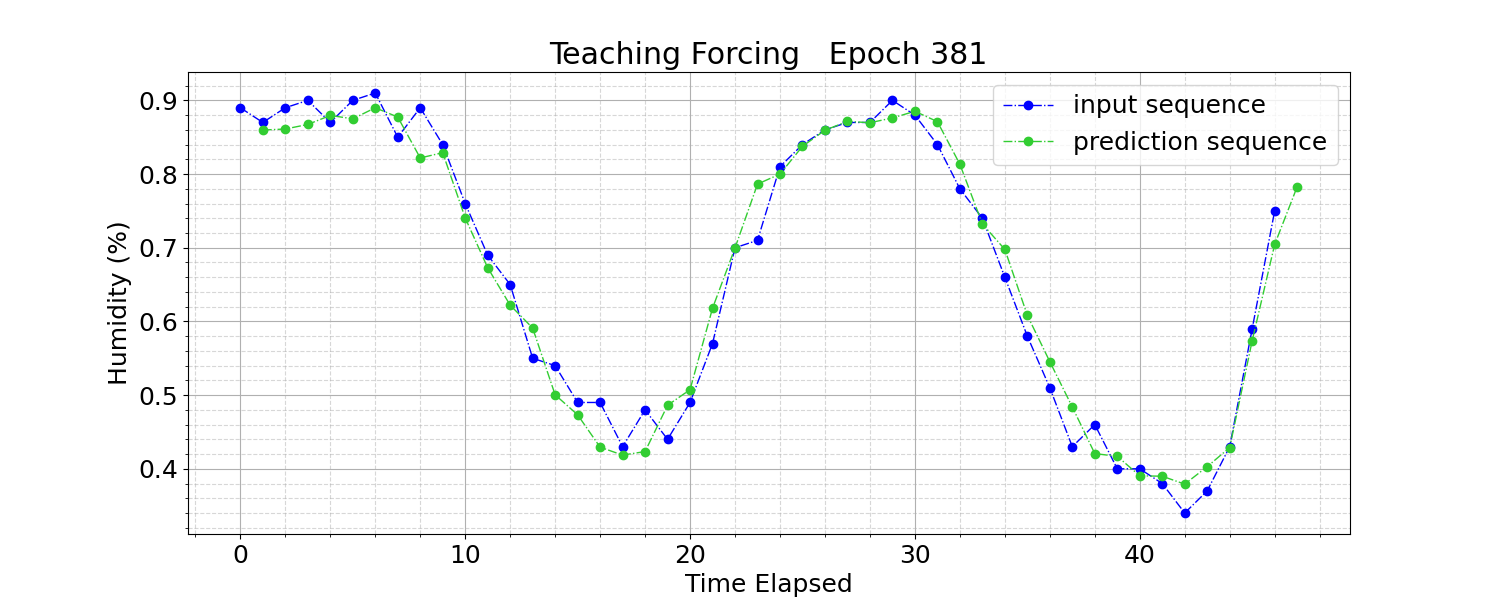 Teaching Forcing   Epoch 381
input sequence
prediction sequence
Humidity (%)
0.9
0.8
0.7
0.6
0.5
0.4
0 10 20 30 40
Time Elapsed